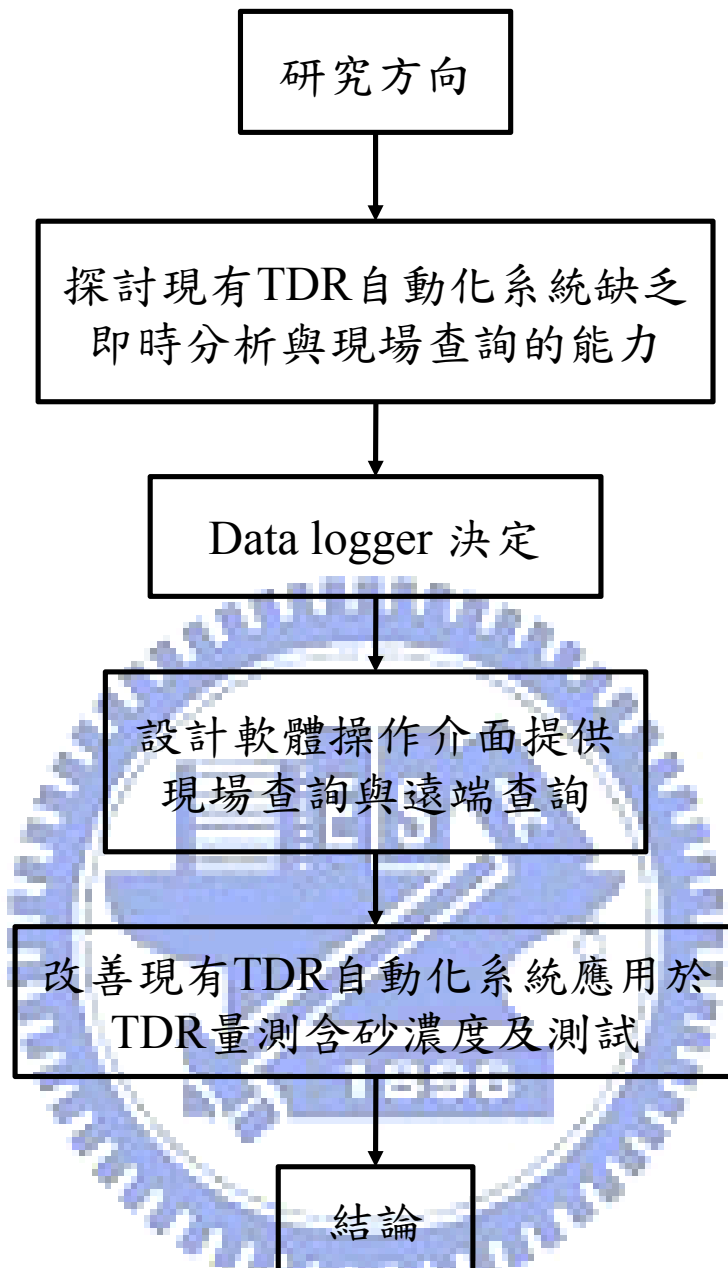 研究方向
探討現有TDR自動化系統缺乏
即時分析與現場查詢的能力
Data logger 決定
設計軟體操作介面提供
現場查詢與遠端查詢
改善現有TDR自動化系統應用於
TDR量測含砂濃度及測試
結論